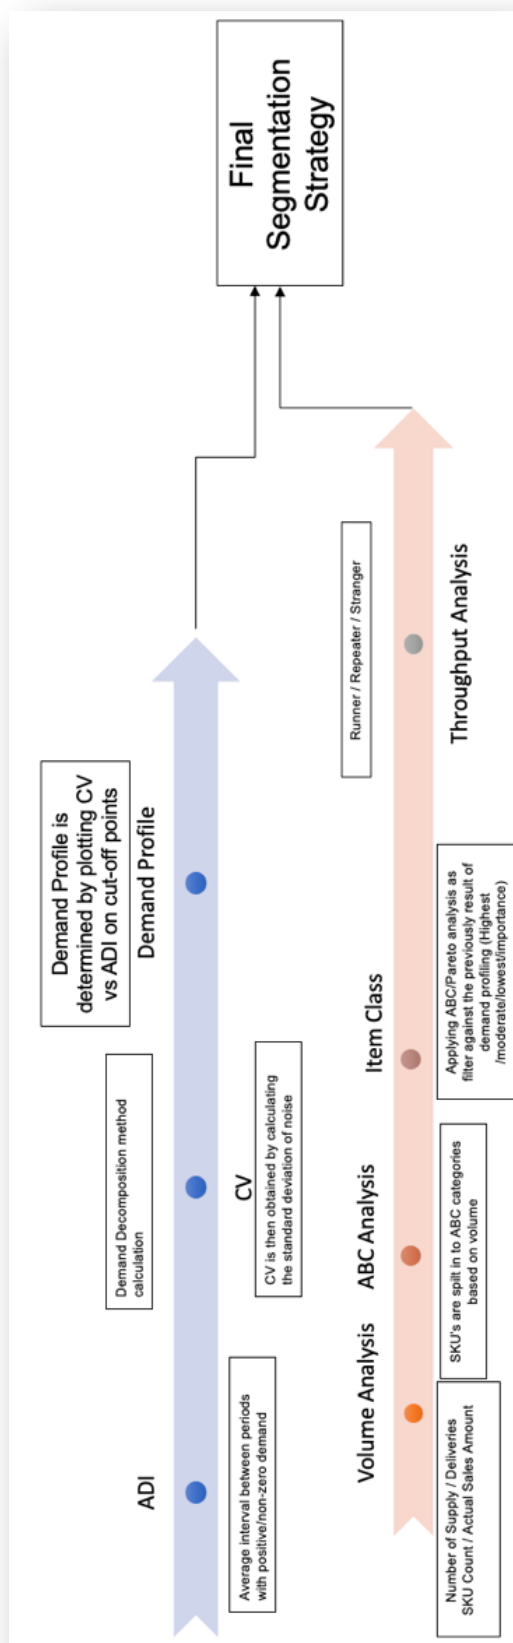 ADI
Average interval between periods
with positive/non-zero demand
Demand Decomposition method
calculation
CV
CV is then obtained by calculating
the standard deviation of noise
Demand Profile is
determined by plotting CV
vs ADI on cut-off points
Demand Profile
Volume Analysis
Number of Supply / Deliveries
SKU Count / Actual Sales Amount
ABC Analysis
SKU's are spilt in to ABC categories
based on volume
Item Class
Applying ABC/Pareto analysis as
filter against the previously result of
demand profiling (Highest
/moderate/lowest/importance)
Runner / Repeater / Stranger
Throughput Analysis
Final
Segmentation
Strategy